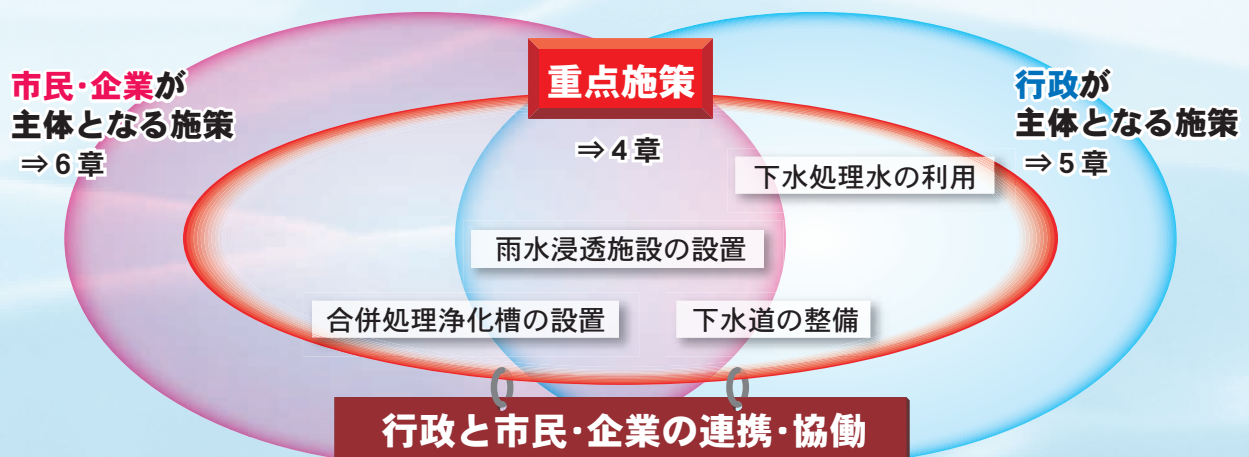 市民・企業が
主体となる施策
⇒6章
重点施策
⇒4章
行政が
主体となる施策
⇒5章
下水処理水の利用
雨水浸透施設の設置
合併処理浄化槽の設置
下水道の整備
行政と市民・企業の連携・協働